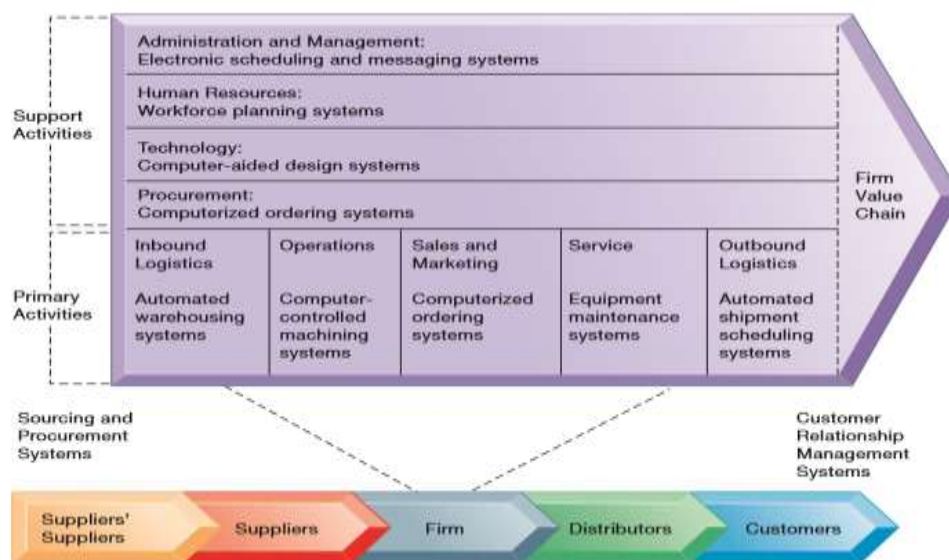 Administration and Management:
Electronic scheduling and messaging systems
Human Resources:
Workforce planning systems
Support
Activities
Technology:
Computer-aided design systems
Procurement:
Computerized ordering systems
Firm
Value
Chain
Primary
Activities
Inbound
Logistics
Automated
warehousing
systems
Operations
Computer-
controlled
machining
systems
Sales and
Marketing
Computerized
ordering
systems
Service
Equipment
maintenance
systems
Outbound
Logistics
Automated
shipment
scheduling
systems
Sourcing and
Procurement
Systems
Customer
Relationship
Management
Systems
Suppliers'
Suppliers
Suppliers
Firm
Distributors
Customers